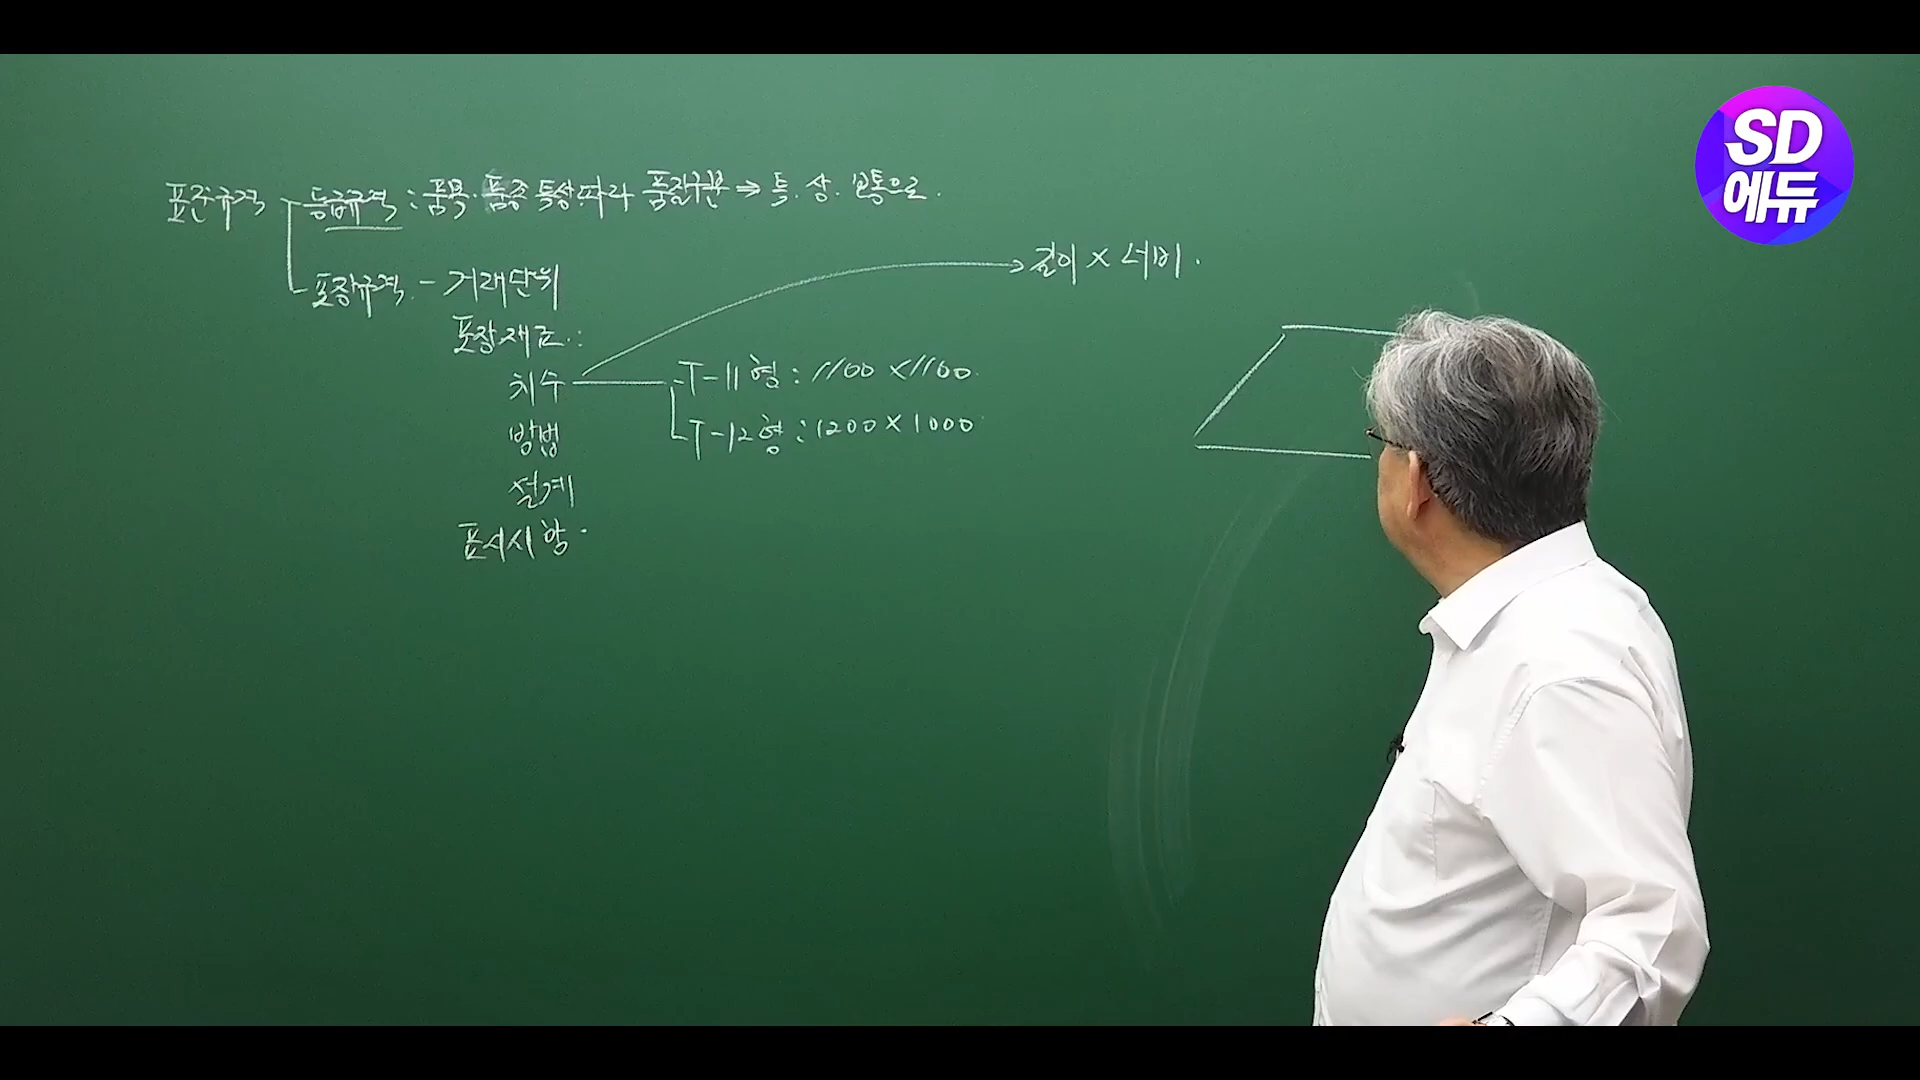 표준규격 등급규격 : 품목. 품종 특성.따라 품질구분 ⇒ 특. 상. 보통으로.
길이 × 너비.
포장규격. - 거래단위
포장재료:
치수 T-11형 : 1100 ×1100.
방법 T-12형 : 1200 × 1000.
설계
표시사항.
SD
에듀